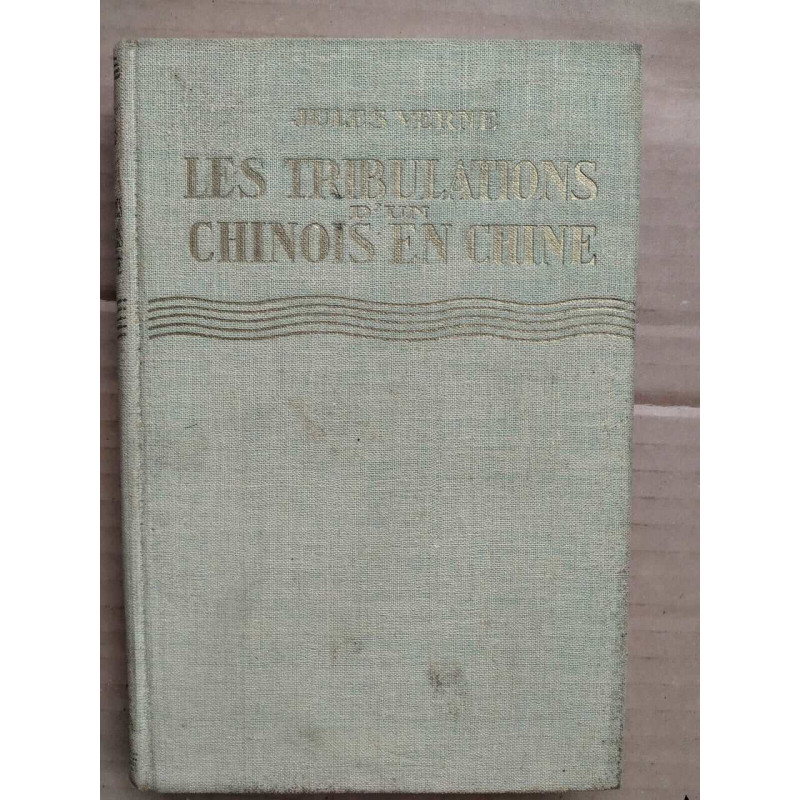 JULES VERNE
LES TRIBULATIONS
D'UN
CHINOIS EN CHINE